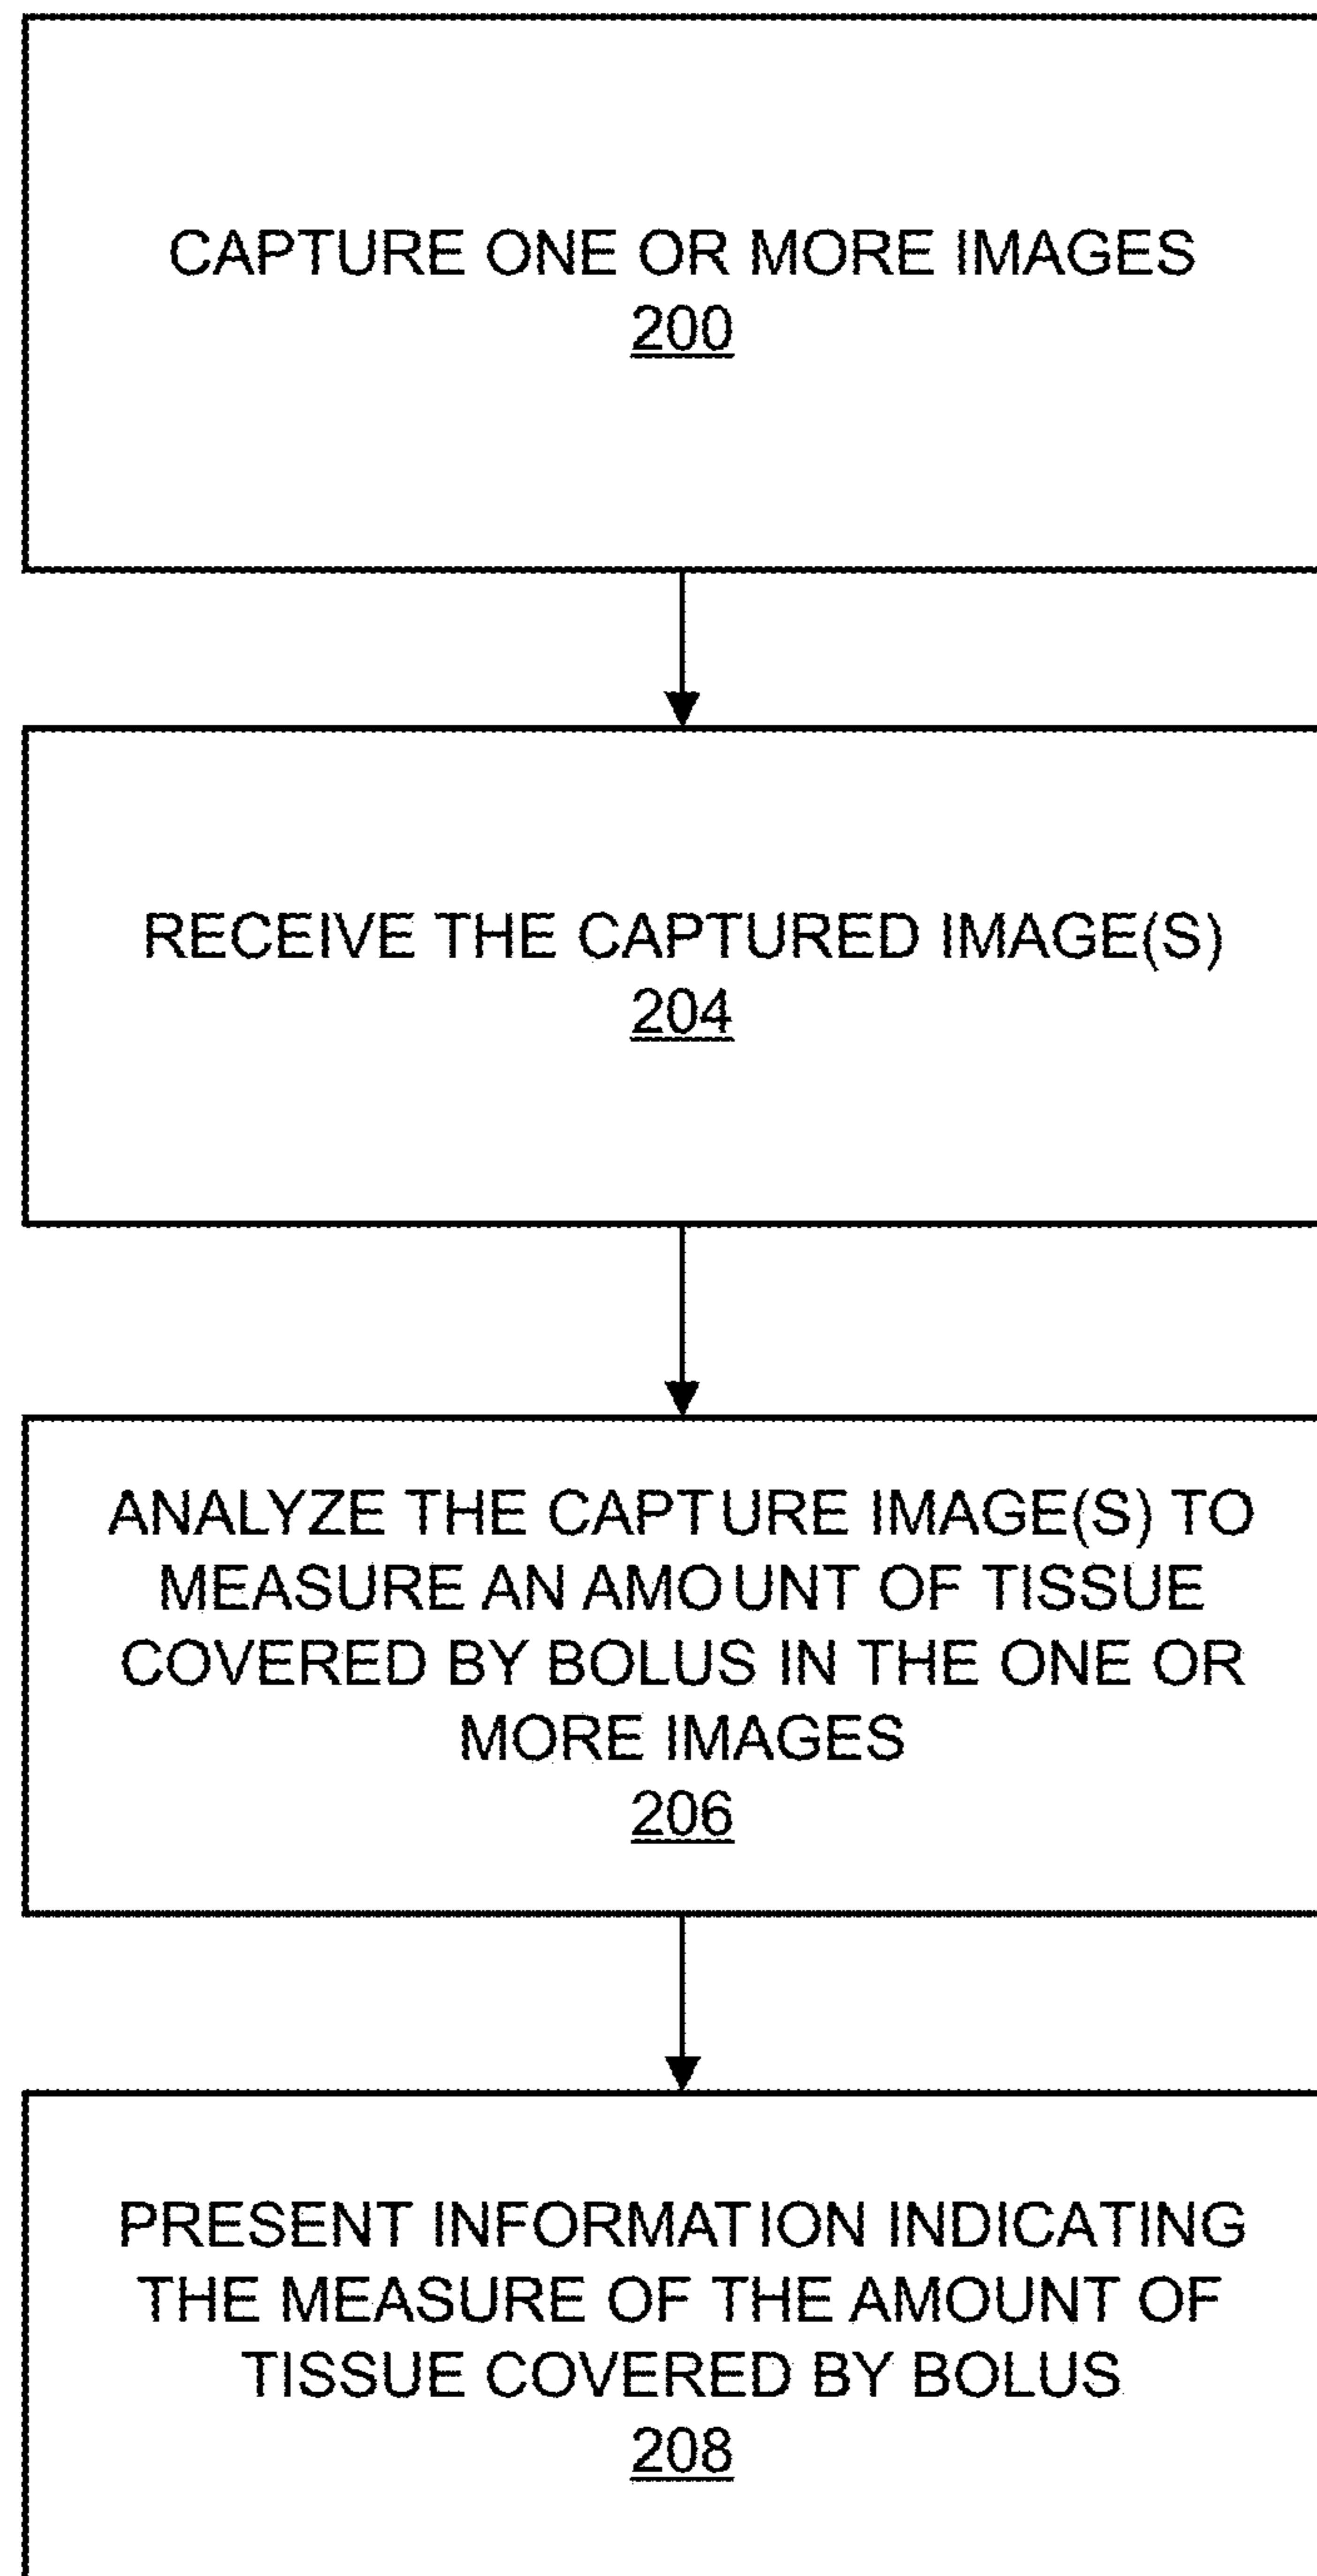 CAPTURE ONE OR MORE IMAGES
200
RECEIVE THE CAPTURED IMAGE(S)
204
ANALYZE THE CAPTURE IMAGE(S) TO
MEASURE AN AMOUNT OF TISSUE
COVERED BY BOLUS IN THE ONE OR
MORE IMAGES
206
PRESENT INFORMATION INDICATING
THE MEASURE OF THE AMOUNT OF
TISSUE COVERED BY BOLUS
208